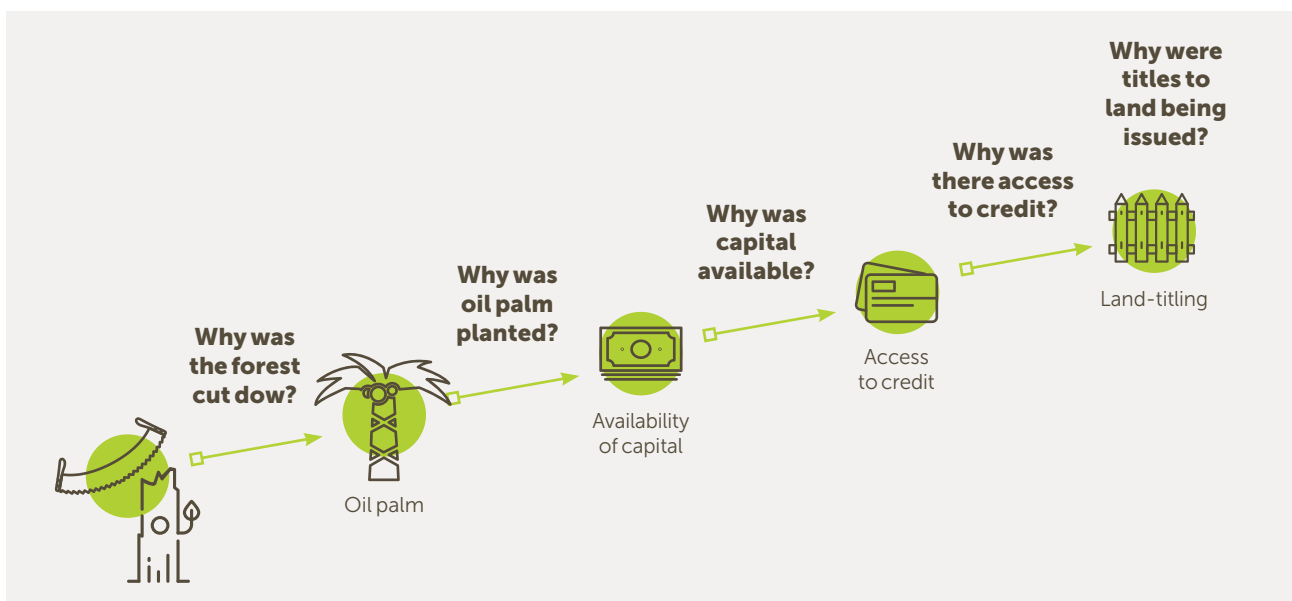 Why was
the forest
cut dow?
Oil palm
Why was
oil palm
planted?
Availability
of capital
Why was
capital
available?
Access
to credit
Why was
there access
to credit?
Land-titling
Why were
titles to
land being
issued?